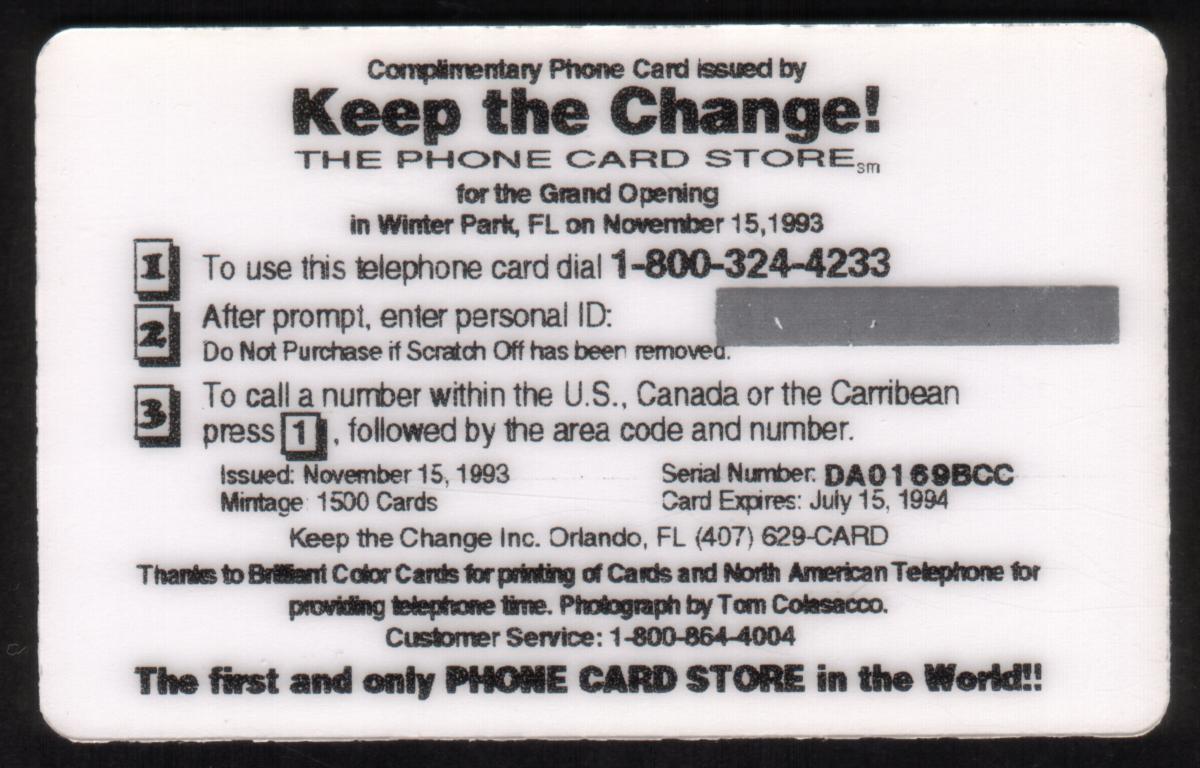 Complimentary Phone Card issued by
Keep the Change!
THE PHONE CARD STORE sm
for the Grand Opening
in Winter Park, FL on November 15,1993
1 To use this telephone card dial 1-800-324-4233
2 After prompt, enter personal ID:
Do Not Purchase if Scratch Off has been removed.
3 To call a number within the U.S., Canada or the Carribean
press 1, followed by the area code and number.
Issued: November 15, 1993 Serial Number: DA0169BCC
Mintage: 1500 Cards Card Expires: July 15, 1994
Keep the Change Inc. Orlando, FL (407) 629-CARD
Thanks to Brilliant Color Cards for printing of Cards and North American Telephone for
providing telephone time. Photograph by Tom Colasacco.
Customer Service: 1-800-864-4004
The first and only PHONE CARD STORE in the World!!